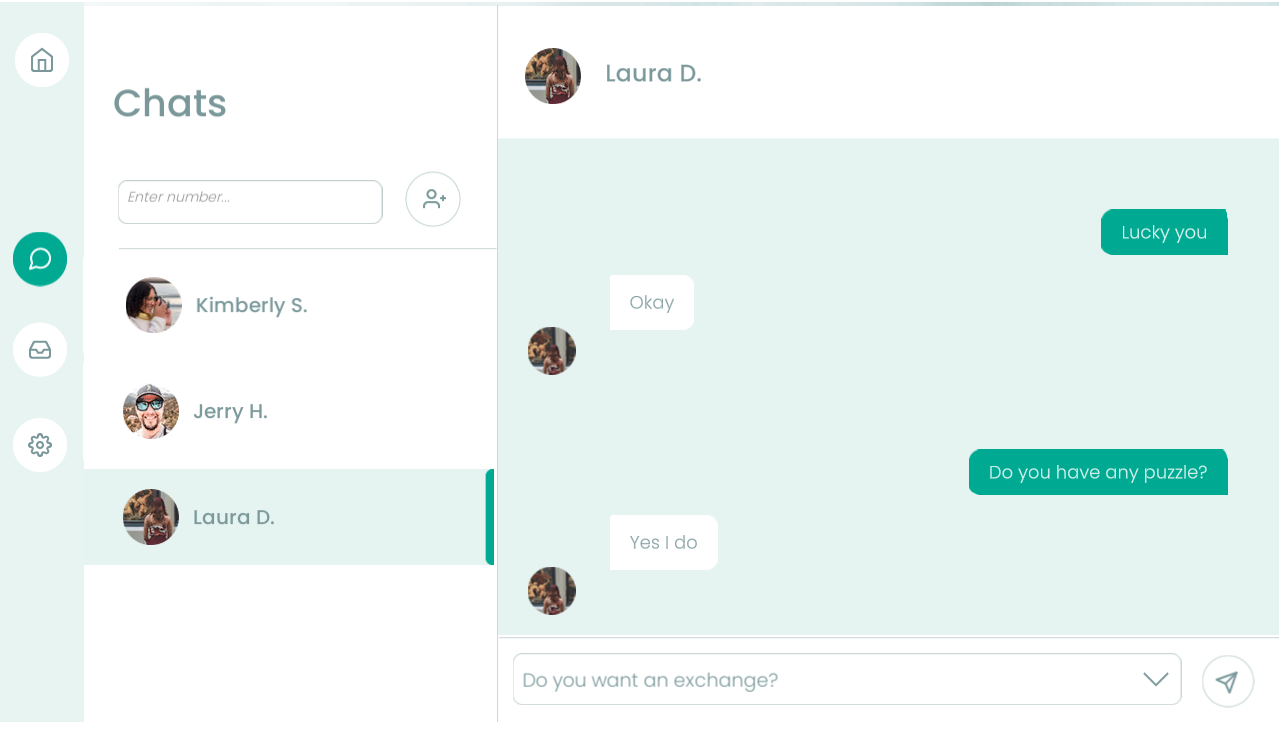 Chats
Enter number...
Kimberly S.
Jerry H.
Laura D.
Laura D.
Lucky you
Okay
Do you have any puzzle?
Yes I do
Do you want an exchange?